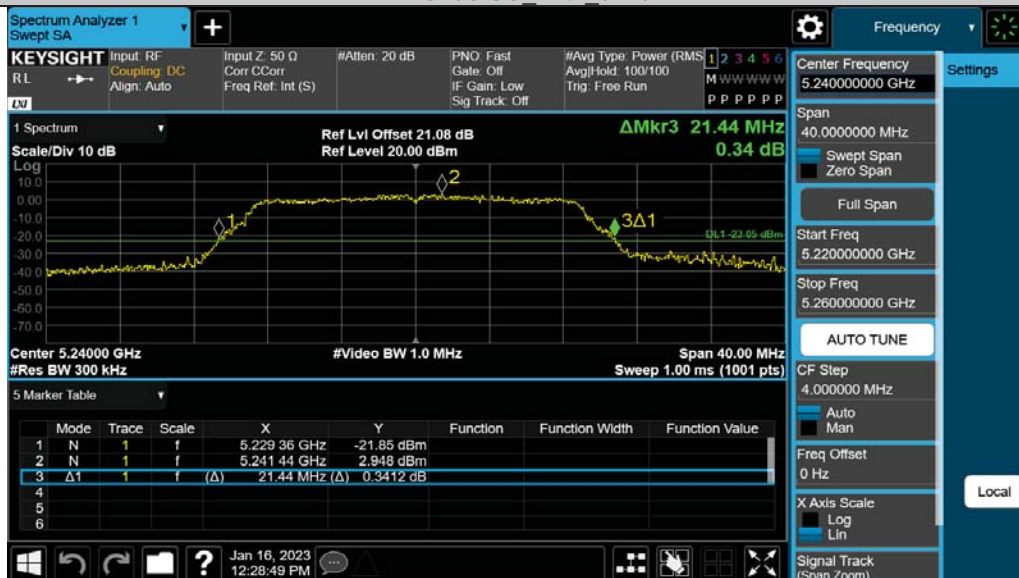 Spectrum Analyzer 1
Swept SA
+
Frequency
KEYSIGHT
RL
LXI
Input: RF
Coupling: DC
Align: Auto
Input Z: 50 Ω
Corr CCorr
Freq Ref: Int (S)
#Atten: 20 dB
PNO: Fast
Gate: Off
IF Gain: Low
Sig Track: Off
#Avg Type: Power (RMS
Avg|Hold: 100/100
Trig: Free Run
1 2 3 4 5 6
M W W W W W
P P P P P P
Center Frequency
5.240000000 GHz
Settings
Span
40.0000000 MHz
Swept Span
Zero Span
Full Span
Start Freq
5.220000000 GHz
Stop Freq
5.260000000 GHz
AUTO TUNE
CF Step
4.000000 MHz
Auto
Man
Freq Offset
0 Hz
X Axis Scale
Log
Lin
Signal Track
(Span Zoom)
Local
1 Spectrum
Scale/Div 10 dB
Ref Lvl Offset 21.08 dB
Ref Level 20.00 dBm
ΔMkr3 21.44 MHz
0.34 dB
Log
10.0
0.00
-10.0
-20.0
-30.0
-40.0
-50.0
-60.0
-70.0
1
2
3Δ1
DL1 -23.05 dBm
Center 5.24000 GHz
#Video BW 1.0 MHz
Span 40.00 MHz
#Res BW 300 kHz
Sweep 1.00 ms (1001 pts)
5 Marker Table
Mode Trace Scale X Y Function Function Width Function Value
1 N 1 f 5.229 36 GHz -21.85 dBm
2 N 1 f 5.241 44 GHz 2.948 dBm
3 Δ1 1 f (Δ) 21.44 MHz (Δ) 0.3412 dB
4
5
6
?
Jan 16, 2023
12:28:49 PM